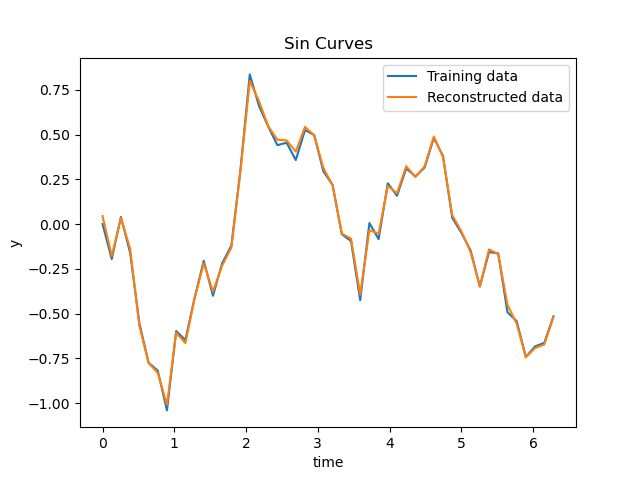 Sin Curves
Training data
Reconstructed data
y
0.75
0.50
0.25
0.00
−0.25
−0.50
−0.75
−1.00
0 1 2 3 4 5 6
time